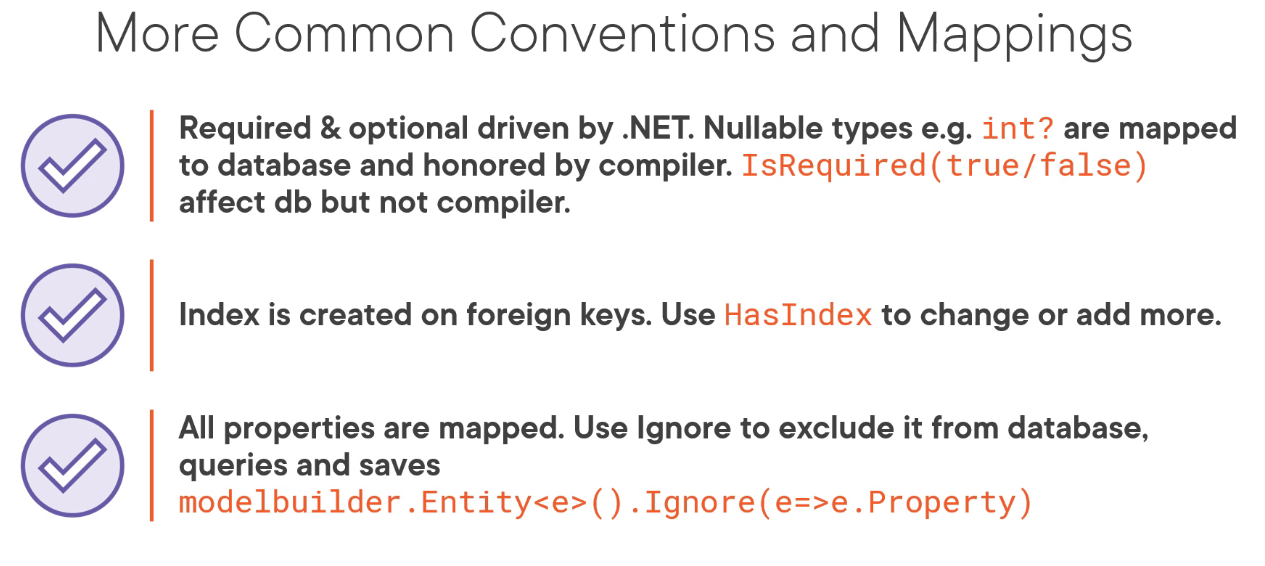 More Common Conventions and Mappings
Required & optional driven by .NET. Nullable types e.g. int? are mapped
to database and honored by compiler. IsRequired(true/false)
affect db but not compiler.
Index is created on foreign keys. Use HasIndex to change or add more.
All properties are mapped. Use Ignore to exclude it from database,
queries and saves
modelbuilder.Entity<e>().Ignore(e=>e.Property)